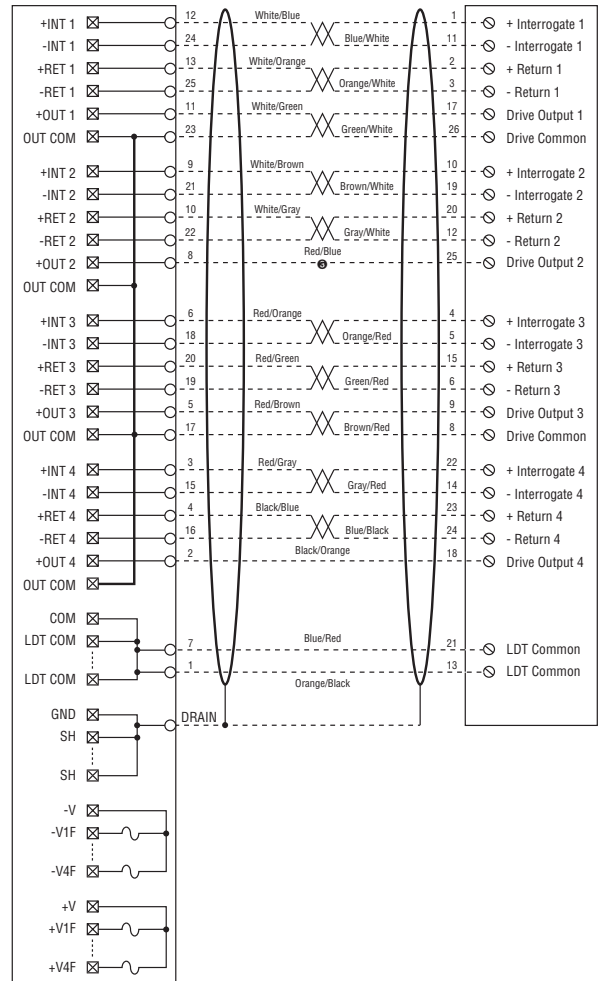 +INT 1 12 White/Blue 1 + Interrogate 1
-INT 1 24 Blue/White 11 - Interrogate 1
+RET 1 13 White/Orange 2 + Return 1
-RET 1 25 Orange/White 3 - Return 1
+OUT 1 11 White/Green 17 Drive Output 1
OUT COM 23 Green/White 26 Drive Common
+INT 2 9 White/Brown 10 + Interrogate 2
-INT 2 21 Brown/White 19 - Interrogate 2
+RET 2 10 White/Gray 20 + Return 2
-RET 2 22 Gray/White 12 - Return 2
+OUT 2 8 Red/Blue 25 Drive Output 2
OUT COM
+INT 3 6 Red/Orange 4 + Interrogate 3
-INT 3 18 Orange/Red 5 - Interrogate 3
+RET 3 20 Red/Green 15 + Return 3
-RET 3 19 Green/Red 6 - Return 3
+OUT 3 5 Red/Brown 9 Drive Output 3
OUT COM 17 Brown/Red 8 Drive Common
+INT 4 3 Red/Gray 22 + Interrogate 4
-INT 4 15 Gray/Red 14 - Interrogate 4
+RET 4 4 Black/Blue 23 + Return 4
-RET 4 16 Blue/Black 24 - Return 4
+OUT 4 2 Black/Orange 18 Drive Output 4
OUT COM
COM
LDT COM 7 Blue/Red 21 LDT Common
LDT COM 1 Orange/Black 13 LDT Common
GND DRAIN
SH
SH
-V
-V1F
-V4F
+V
+V1F
+V4F